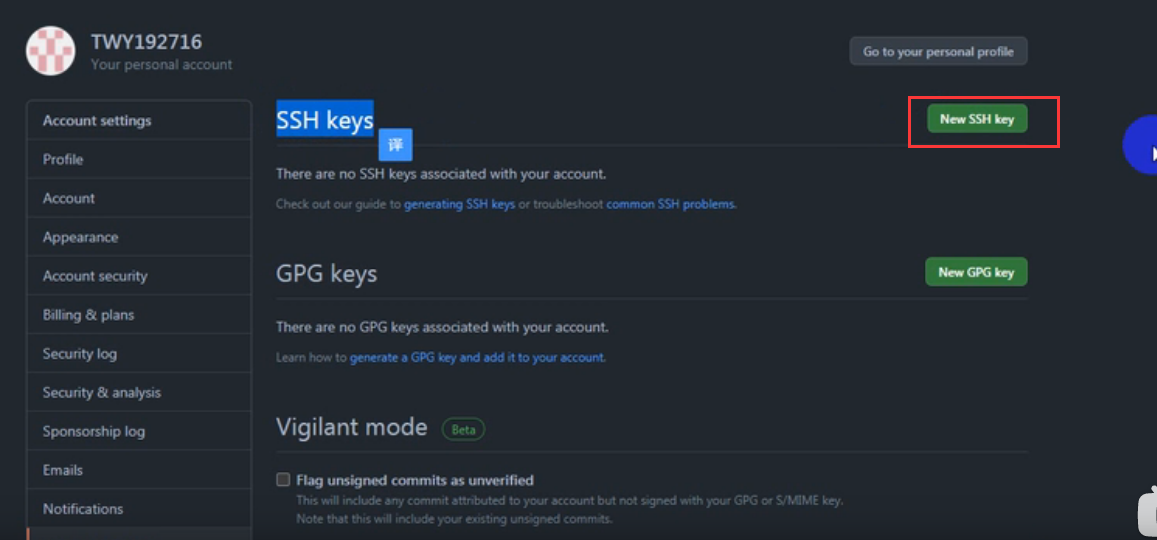 TWY192716
Your personal account
Go to your personal profile
Account settings
Profile
Account
Appearance
Account security
Billing & plans
Security log
Security & analysis
Sponsorship log
Emails
Notifications
SSH keys
New SSH key
译
There are no SSH keys associated with your account.
Check out our guide to generating SSH keys or troubleshoot common SSH problems.
GPG keys
New GPG key
There are no GPG keys associated with your account.
Learn how to generate a GPG key and add it to your account.
Vigilant mode Beta
Flag unsigned commits as unverified
This will include any commit attributed to your account but not signed with your GPG or S/MIME key.
Note that this will include your existing unsigned commits.